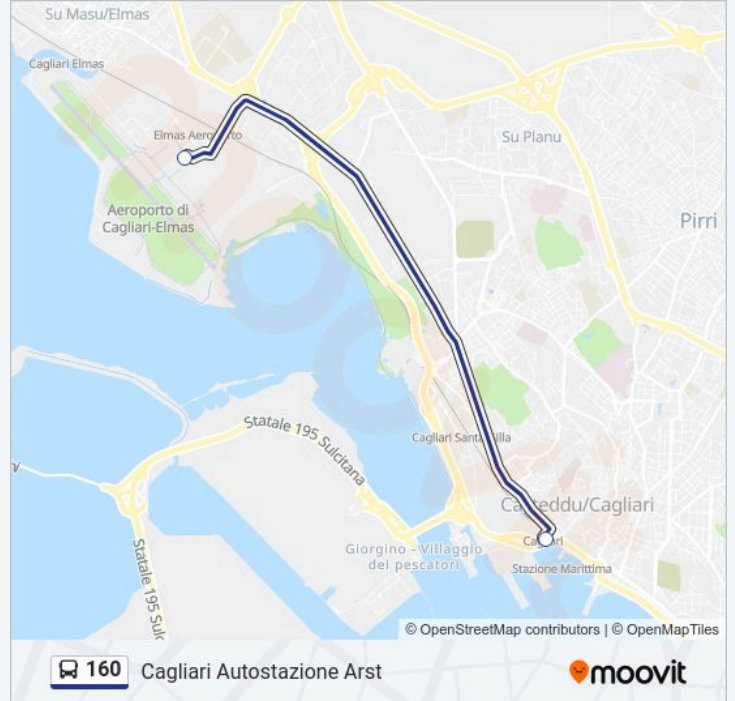 Su Masu/Elmas
Cagliari Elmas
Elmas Aeroporto
Su Planu
Aeroporto di
Cagliari-Elmas
Pirri
Statale 195 Sulcitana
Cagliari Santa Gilla
Casteddu/Cagliari
Cagliari
Giorgino - Villaggio
dei pescatori
Stazione Marittima
Statale 195 Sulc
© OpenStreetMap contributors | © OpenMapTiles
160 Cagliari Autostazione Arst
moovit